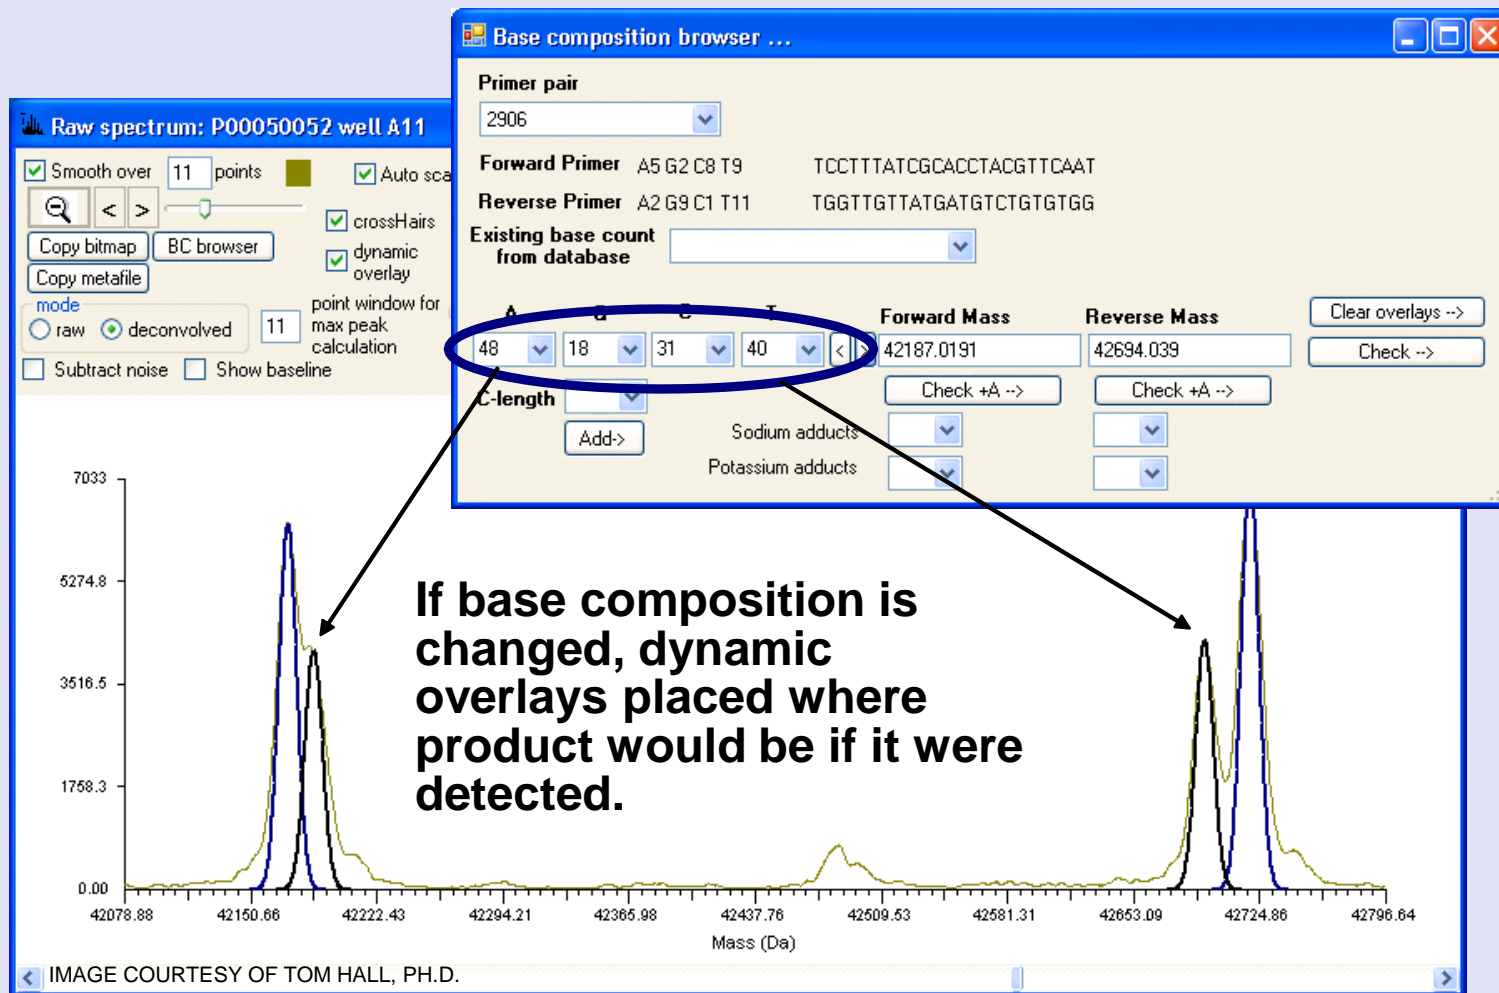 Base composition browser ...
Primer pair
2906
Forward Primer A5 G2 C8 T9 TCCTTTATCGCACCTACGTTCAAT
Reverse Primer A2 G9 C1 T11 TGGTTGTTATGATGTCTGTGTGG
Existing base count
from database
A G C T Forward Mass Reverse Mass Clear overlays -->
48 18 31 40 < > 42187.0191 42694.039 Check -->
Check +A --> Check +A -->
C-length
Add->
Sodium adducts
Potassium adducts
Raw spectrum: P00050052 well A11
Smooth over 11 points Auto sca
< >
crossHairs
Copy bitmap BC browser
dynamic
overlay
Copy metafile
mode
raw deconvolved
11 point window for
max peak
calculation
Subtract noise Show baseline
7033
5274.8
3516.5
1758.3
0.00
If base composition is
changed, dynamic
overlays placed where
product would be if it were
detected.
42078.88 42150.66 42222.43 42294.21 42365.98 42437.76 42509.53 42581.31 42653.09 42724.86 42796.64
Mass (Da)
IMAGE COURTESY OF TOM HALL, PH.D.